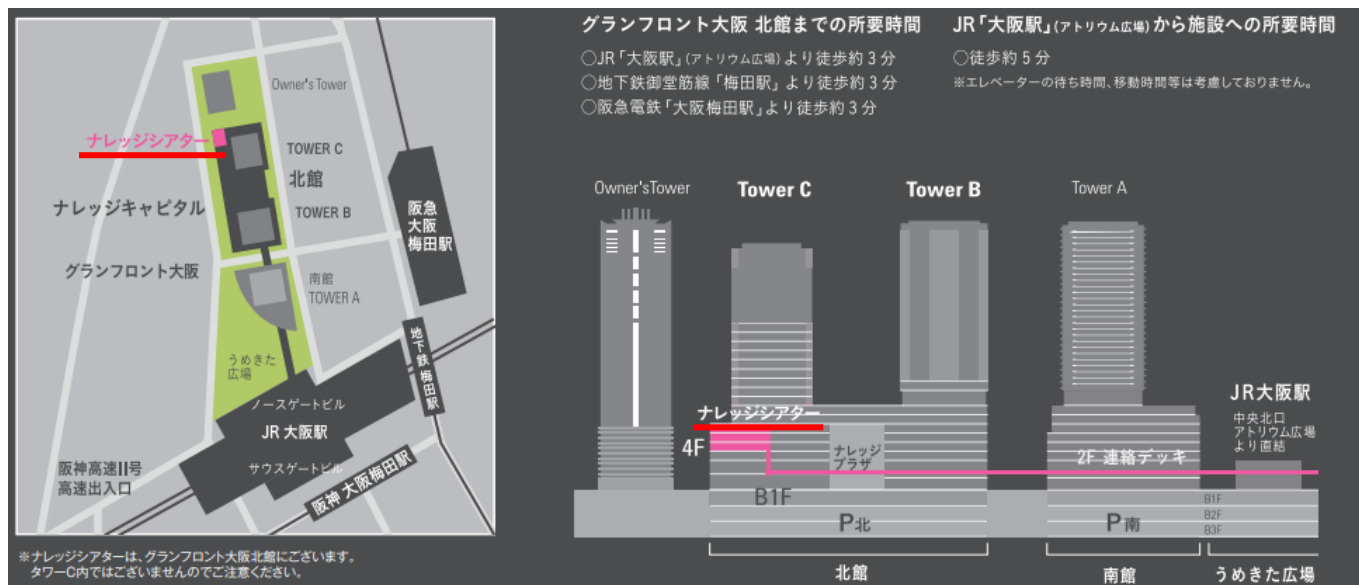 Owner's Tower
ナレッジシアター
TOWER C
北館
ナレッジキャピタル
TOWER B
阪急
大阪
梅田駅
グランフロント大阪
南館
TOWER A
地下鉄 梅田駅
うめきた
広場
ノースゲートビル
JR 大阪駅
サウスゲートビル
阪神高速11号
高速出入口
阪神 大阪梅田駅
※ナレッジシアターは、グランフロント大阪北館にございます。
タワーC内ではございませんのでご注意ください。
グランフロント大阪 北館までの所要時間
○JR「大阪駅」(アトリウム広場)より徒歩約3分
○地下鉄御堂筋線「梅田駅」より徒歩約3分
○阪急電鉄「大阪梅田駅」より徒歩約3分
JR「大阪駅」(アトリウム広場)から施設への所要時間
○徒歩約5分
※エレベーターの待ち時間、移動時間等は考慮しておりません。
Owner'sTower
Tower C
Tower B
Tower A
ナレッジシアター
4F
ナレッジ
プラザ
2F 連絡デッキ
JR大阪駅
中央北口
アトリウム広場
より直結
B1F
P北
P南
B1F
B2F
B3F
北館
南館
うめきた広場